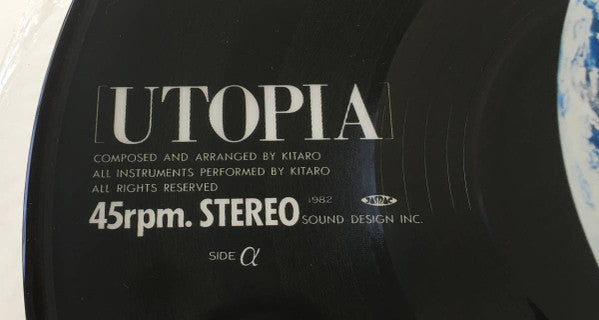 [UTOPIA]
COMPOSED AND ARRANGED BY KITARO
ALL INSTRUMENTS PERFORMED BY KITARO
ALL RIGHTS RESERVED
45rpm. STEREO 1982 JASRAC SOUND DESIGN INC.
SIDE α